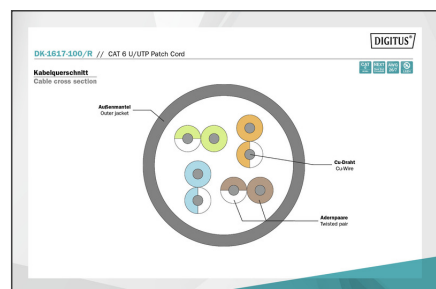 DIGITUS®
DK-1617-100/R // CAT 6 U/UTP Patch Cord
Kabelquerschnitt
Cable cross section
CAT
Außenmantel
Outer jacket
Cu-Draht
Cu-Wire
Adernpaare
Twisted pair